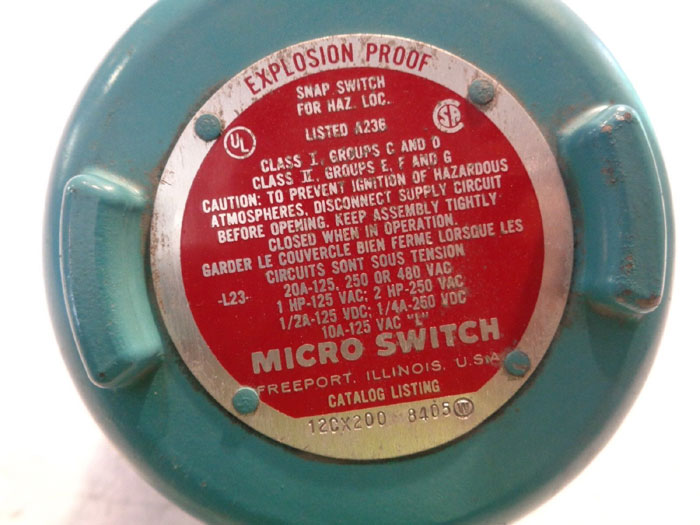 EXPLOSION PROOF
SNAP SWITCH
FOR HAZ. LOC.
LISTED A236
UL
SA
CLASS I, GROUPS C AND D
CLASS II, GROUPS E, F AND G
CAUTION: TO PREVENT IGNITION OF HAZARDOUS
ATMOSPHERES, DISCONNECT SUPPLY CIRCUIT
BEFORE OPENING. KEEP ASSEMBLY TIGHTLY
CLOSED WHEN IN OPERATION.
GARDER LE COUVERCLE BIEN FERME LORSQUE LES
CIRCUITS SONT SOUS TENSION
-L23- 20A-125, 250 OR 480 VAC
1 HP-125 VAC; 2 HP-250 VAC
1/2A-125 VDC; 1/4A-250 VDC
10A-125 VAC "L"
MICRO SWITCH
FREEPORT, ILLINOIS, U.S.A
CATALOG LISTING
12CX200 8405 W